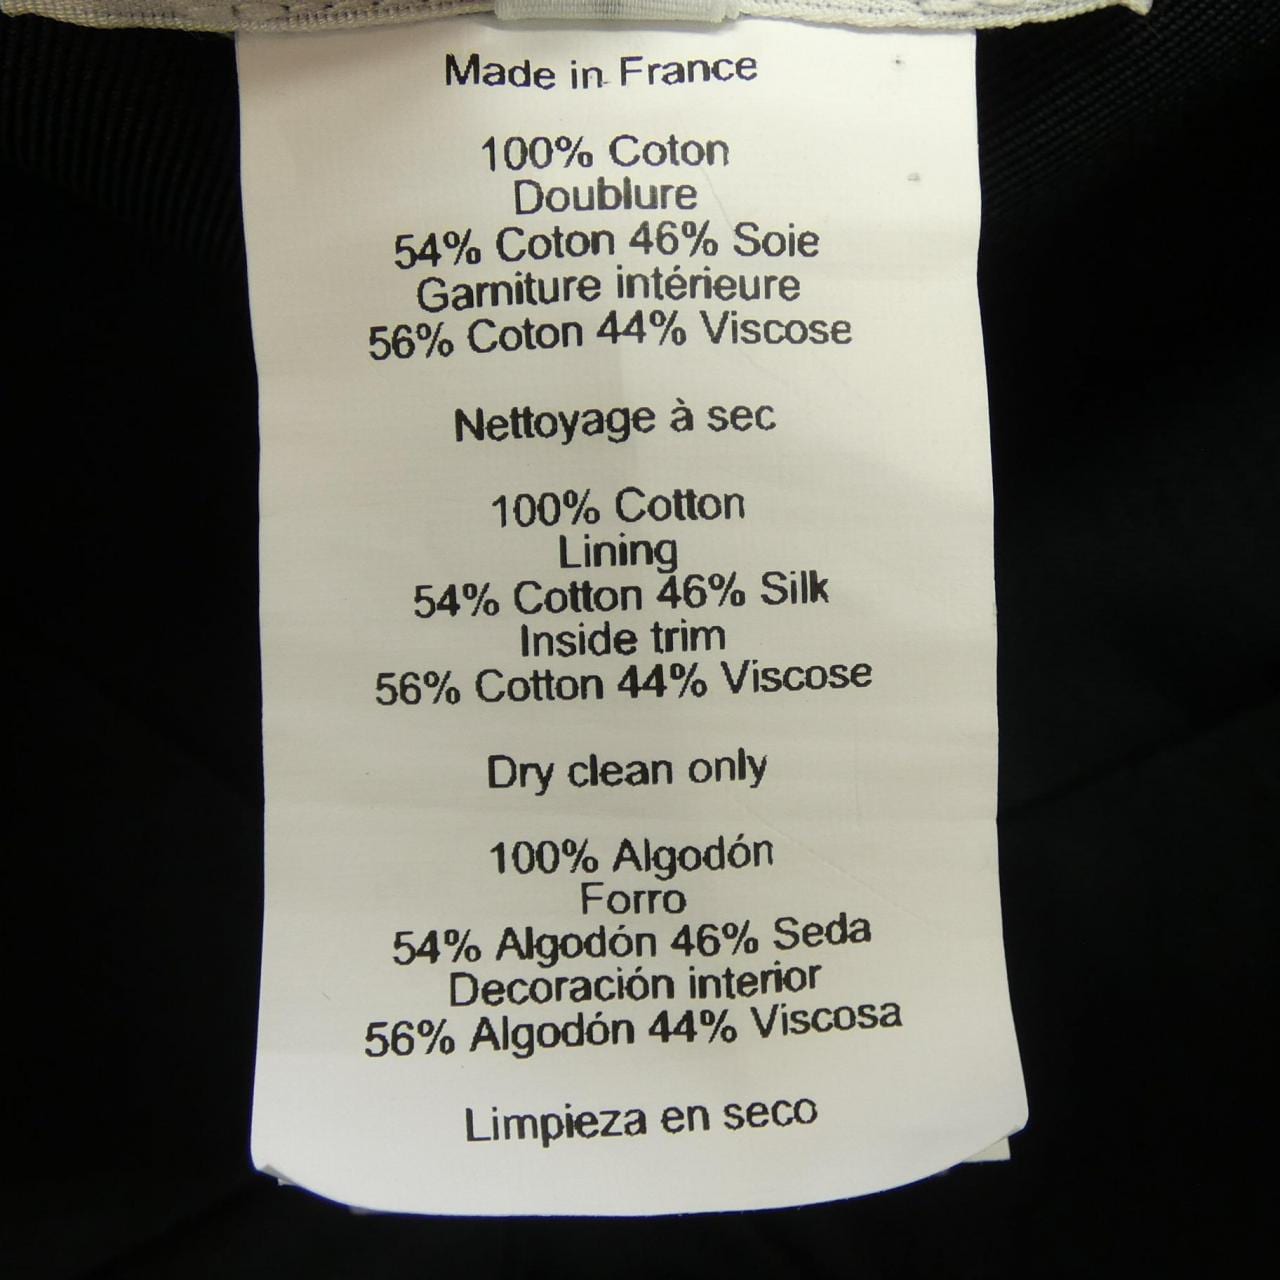 Made in France
100% Coton
Doublure
54% Coton 46% Soie
Garniture intérieure
56% Coton 44% Viscose
Nettoyage à sec
100% Cotton
Lining
54% Cotton 46% Silk
Inside trim
56% Cotton 44% Viscose
Dry clean only
100% Algodón
Forro
54% Algodón 46% Seda
Decoración interior
56% Algodón 44% Viscosa
Limpieza en seco